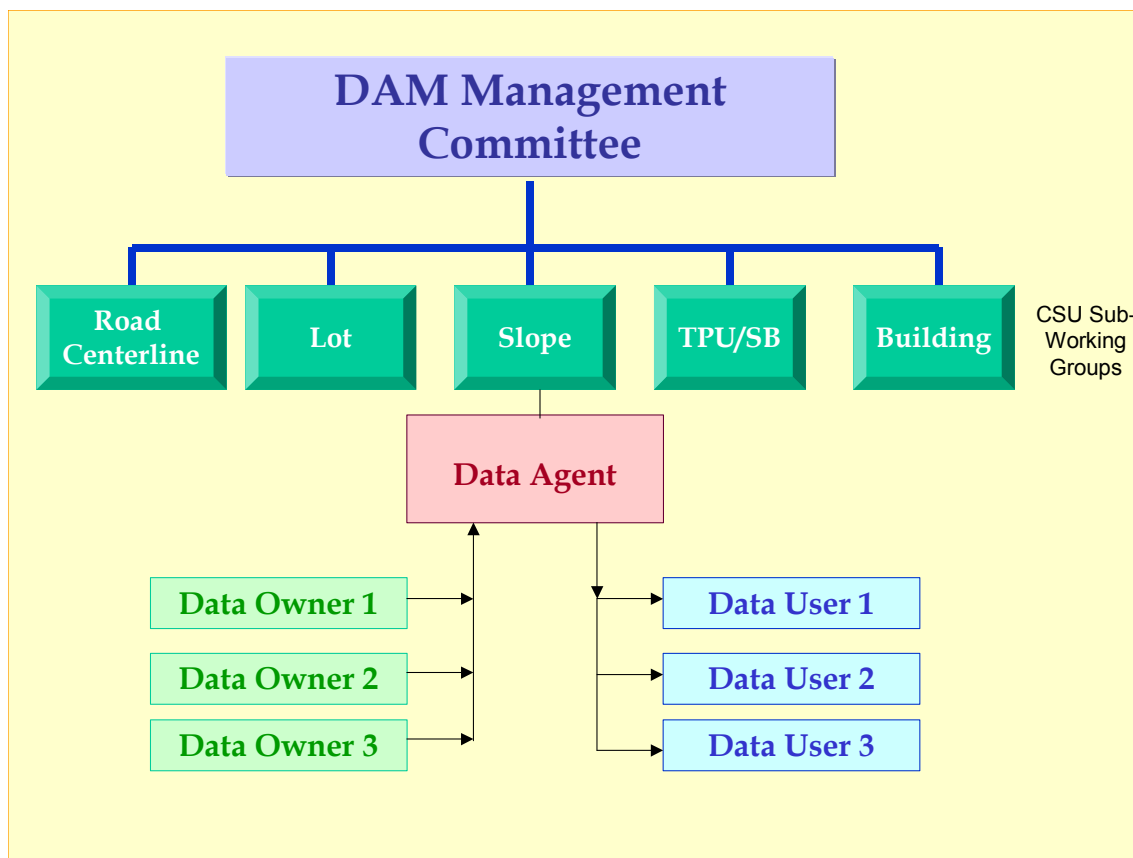 DAM Management
Committee
Road
Centerline
Lot
Slope
TPU/SB
Building
CSU Sub-
Working
Groups
Data Agent
Data Owner 1
Data User 1
Data Owner 2
Data User 2
Data Owner 3
Data User 3